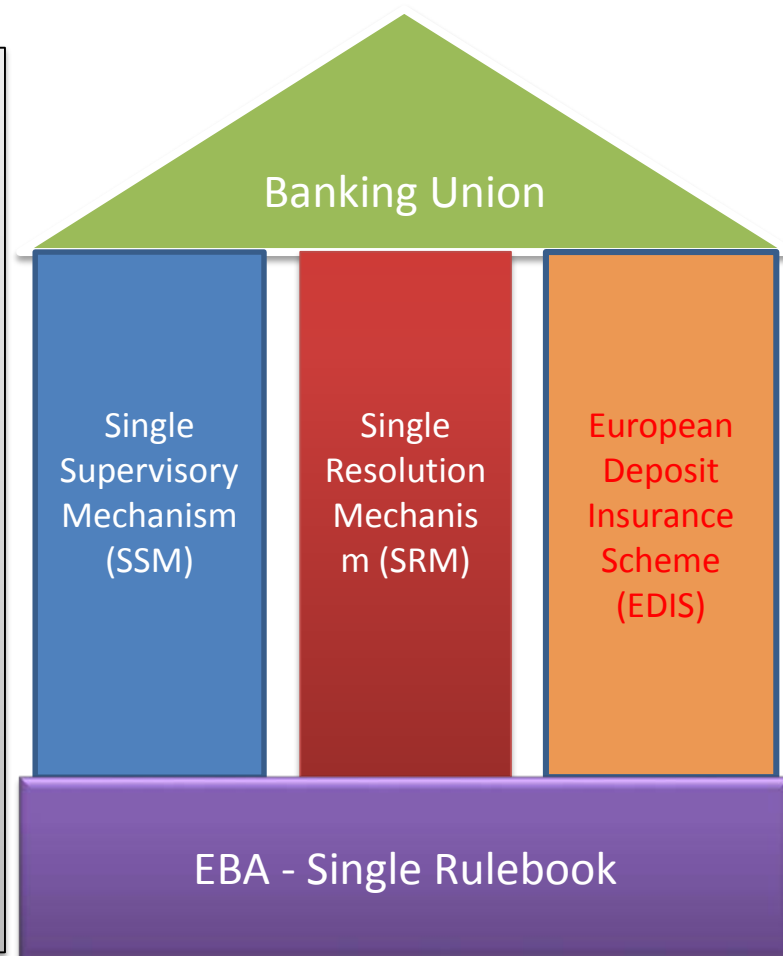 Banking Union
Single
Supervisory
Mechanism
(SSM)
Single
Resolution
Mechanis
m (SRM)
European
Deposit
Insurance
Scheme
(EDIS)
EBA - Single Rulebook